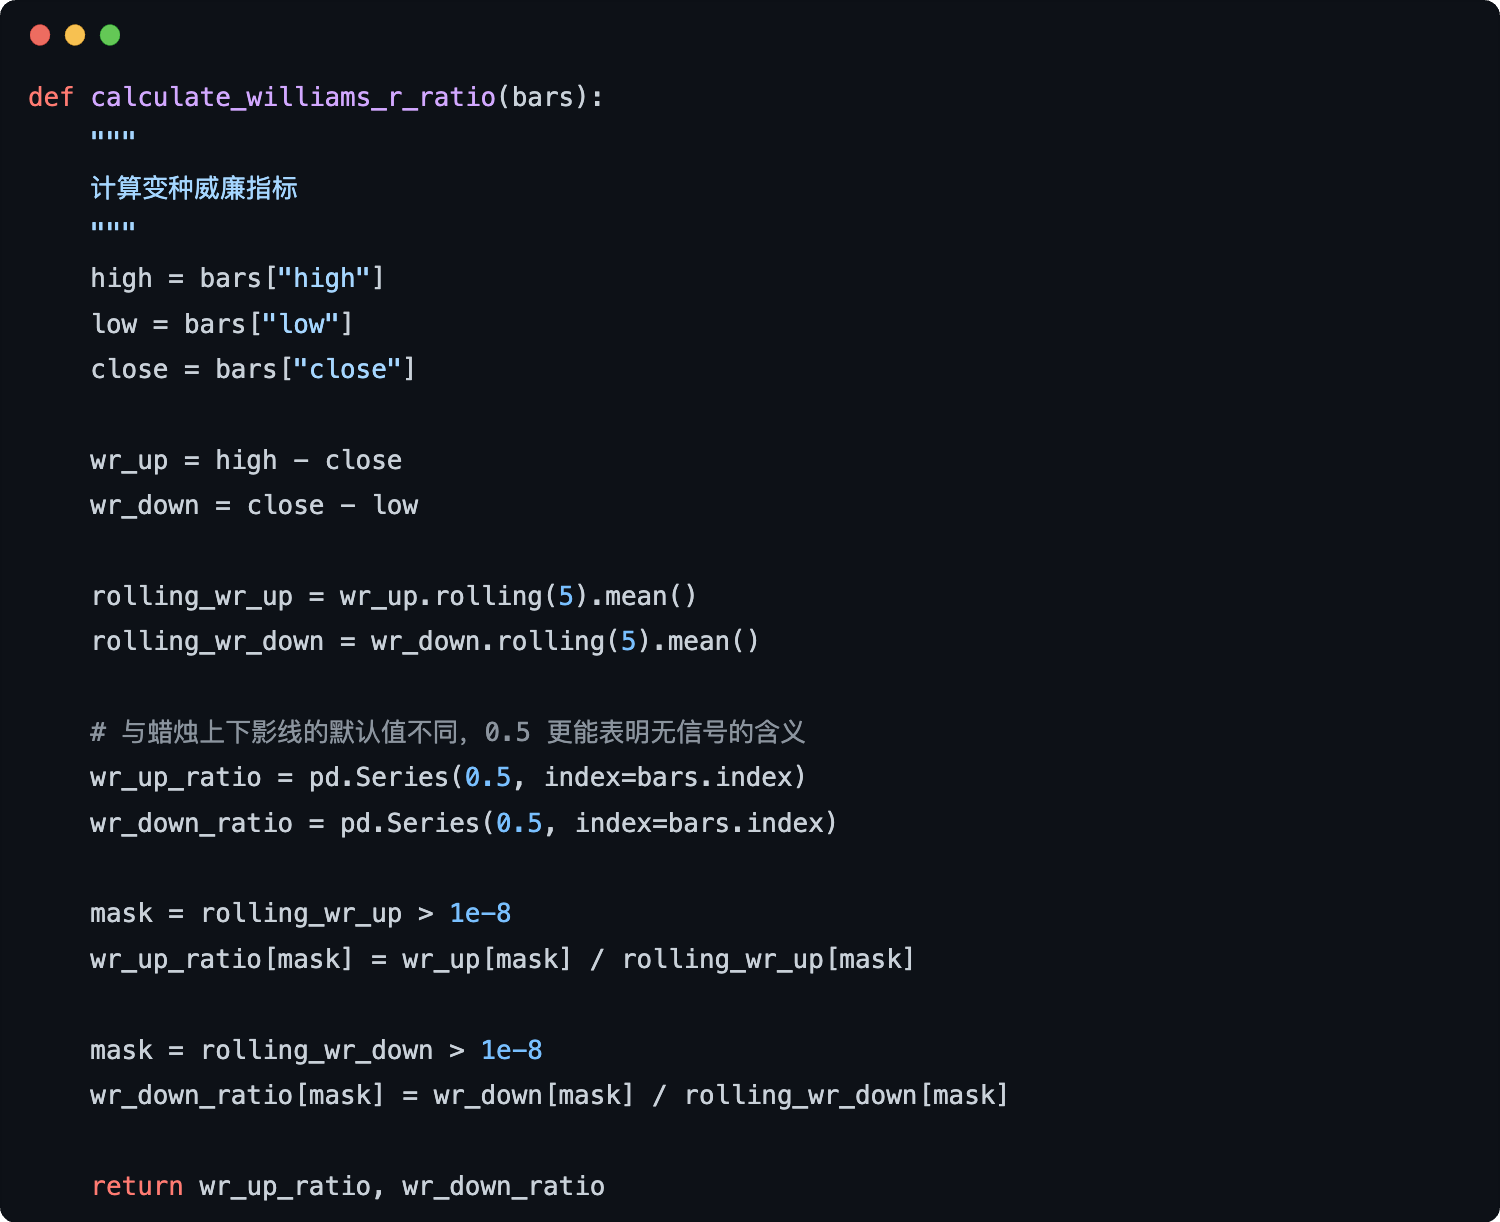 def calculate_williams_r_ratio(bars):
    """
    计算变种威廉指标
    """
    high = bars["high"]
    low = bars["low"]
    close = bars["close"]

    wr_up = high - close
    wr_down = close - low

    rolling_wr_up = wr_up.rolling(5).mean()
    rolling_wr_down = wr_down.rolling(5).mean()

    # 与蜡烛上下影线的默认值不同，0.5 更能表明无信号的含义
    wr_up_ratio = pd.Series(0.5, index=bars.index)
    wr_down_ratio = pd.Series(0.5, index=bars.index)

    mask = rolling_wr_up > 1e-8
    wr_up_ratio[mask] = wr_up[mask] / rolling_wr_up[mask]

    mask = rolling_wr_down > 1e-8
    wr_down_ratio[mask] = wr_down[mask] / rolling_wr_down[mask]

    return wr_up_ratio, wr_down_ratio